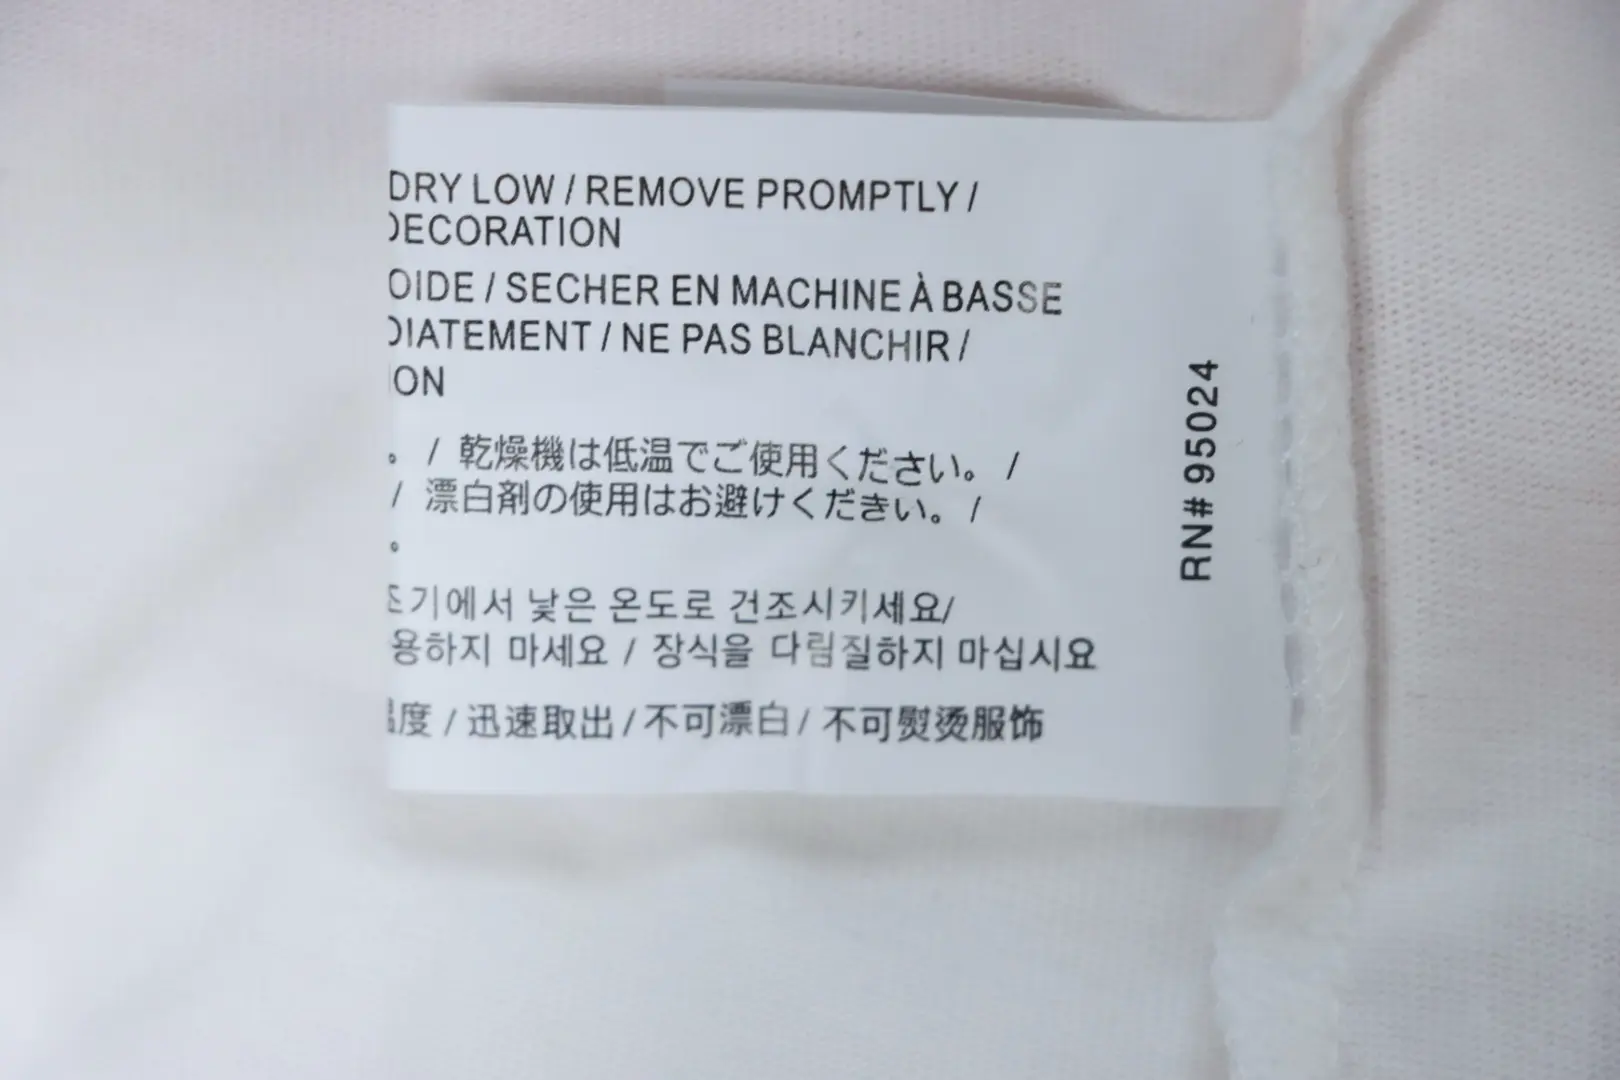 DRY LOW / REMOVE PROMPTLY /
DECORATION
OIDE / SECHER EN MACHINE À BASSE
DIATEMENT / NE PAS BLANCHIR /
ION
。 / 乾燥機は低温でご使用ください。 /
/ 漂白剤の使用はお避けください。 /
。
기에서 낮은 온도로 건조시키세요/
용하지 마세요 / 장식을 다림질하지 마십시요
度 / 迅速取出 / 不可漂白 / 不可熨烫服饰
RN# 95024